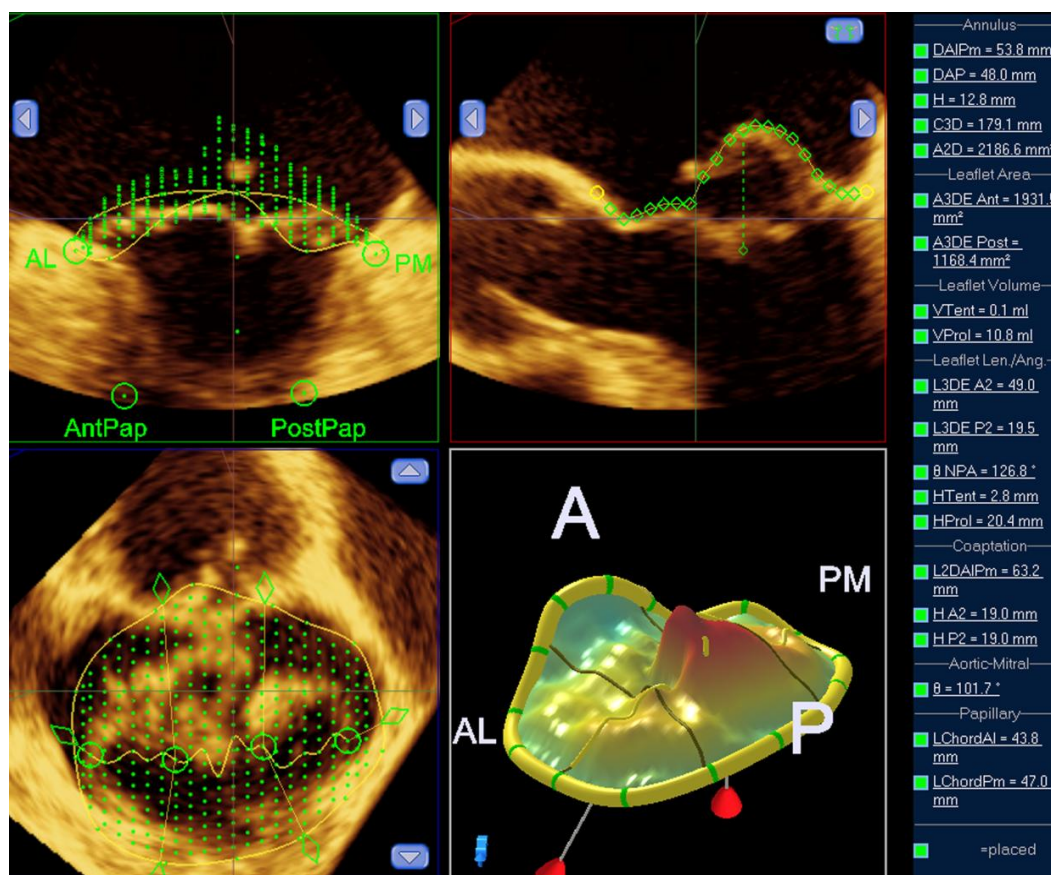 AL
PM
AntPap
PostPap
A
PM
AL
P
Annulus
DAlPm = 53.8 mm
DAP = 48.0 mm
H = 12.8 mm
C3D = 179.1 mm
A2D = 2186.6 mm²
Leaflet Area
A3DE Ant = 1931.
mm²
A3DE Post =
1168.4 mm²
Leaflet Volume
VTent = 0.1 ml
VProl = 10.8 ml
Leaflet Len./Ang.
L3DE A2 = 49.0
mm
L3DE P2 = 19.5
mm
θ NPA = 126.8 °
HTent = 2.8 mm
HProl = 20.4 mm
Coaptation
L2DAlPm = 63.2
mm
H A2 = 19.0 mm
H P2 = 19.0 mm
Aortic-Mitral
θ = 101.7 °
Papillary
LChordAl = 43.8
mm
LChordPm = 47.0
mm
=placed